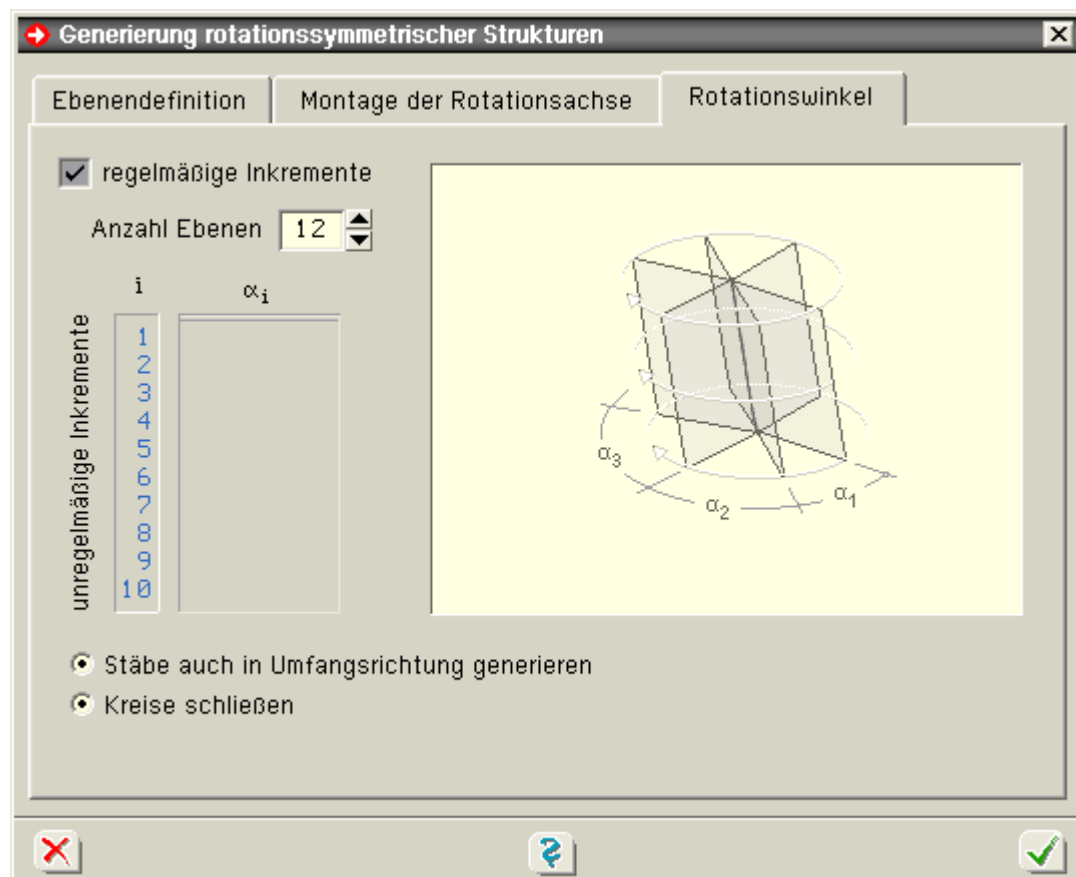 Generierung rotationssymmetrischer Strukturen
Ebenendefinition
Montage der Rotationsachse
Rotationswinkel
regelmäßige Inkremente
Anzahl Ebenen 12
i
αi
unregelmäßige Inkremente
1
2
3
4
5
6
7
8
9
10
α3
α2
α1
Stäbe auch in Umfangsrichtung generieren
Kreise schließen